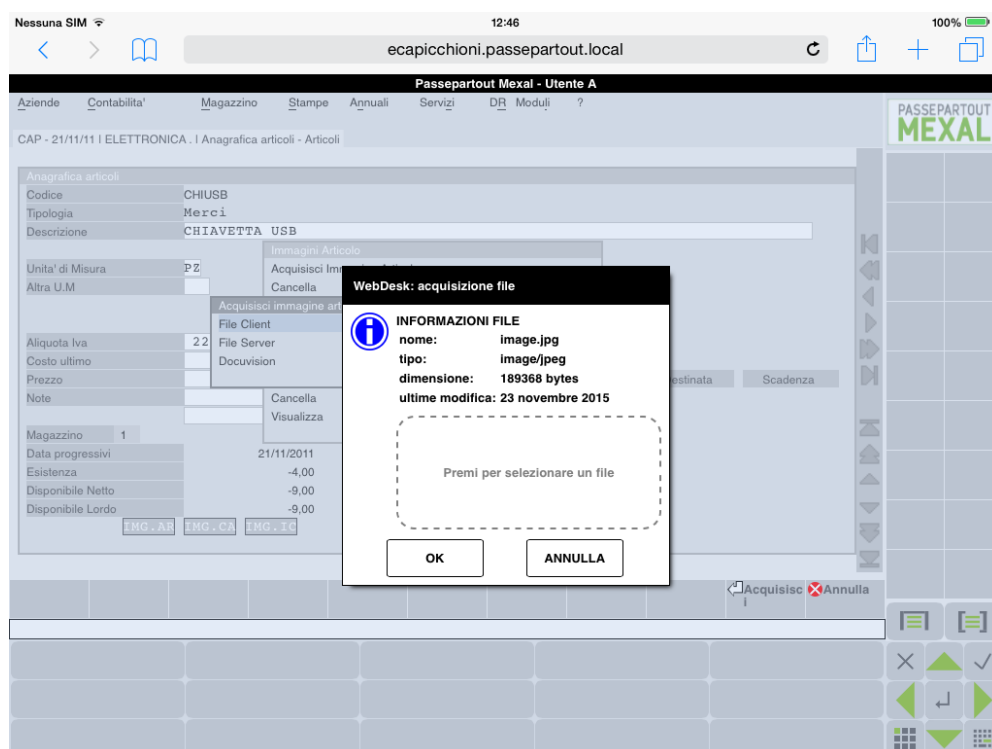 Nessuna SIM 12:46 100%
ecapicchioni.passepartout.local
Passepartout Mexal - Utente A
Aziende Contabilita' Magazzino Stampe Annuali Servizi DR Moduli ?
PASSEPARTOUT
MEXAL
CAP - 21/11/11 | ELETTRONICA . | Anagrafica articoli - Articoli
Anagrafica articoli
Codice CHIUSB
Tipologia Merci
Descrizione CHIAVETTA USB
Immagini Articolo
Unita' di Misura PZ Acquisisci
Altra U.M Cancella
WebDesk: acquisizione file
Acquisisci immagine
File Client
Aliquota Iva 22 File Server
Costo ultimo Docuvision
Prezzo
Note Cancella
Visualizza
INFORMAZIONI FILE
nome: image.jpg
tipo: image/jpeg
dimensione: 189368 bytes
ultime modifica: 23 novembre 2015
Premi per selezionare un file
OK ANNULLA
Scadenza
Magazzino 1
Data progressivi 21/11/2011
Esistenza -4,00
Disponibile Netto -9,00
Disponibile Lordo -9,00
IMG.AR IMG.CA IMG.IC
Acquisisc Annulla
i